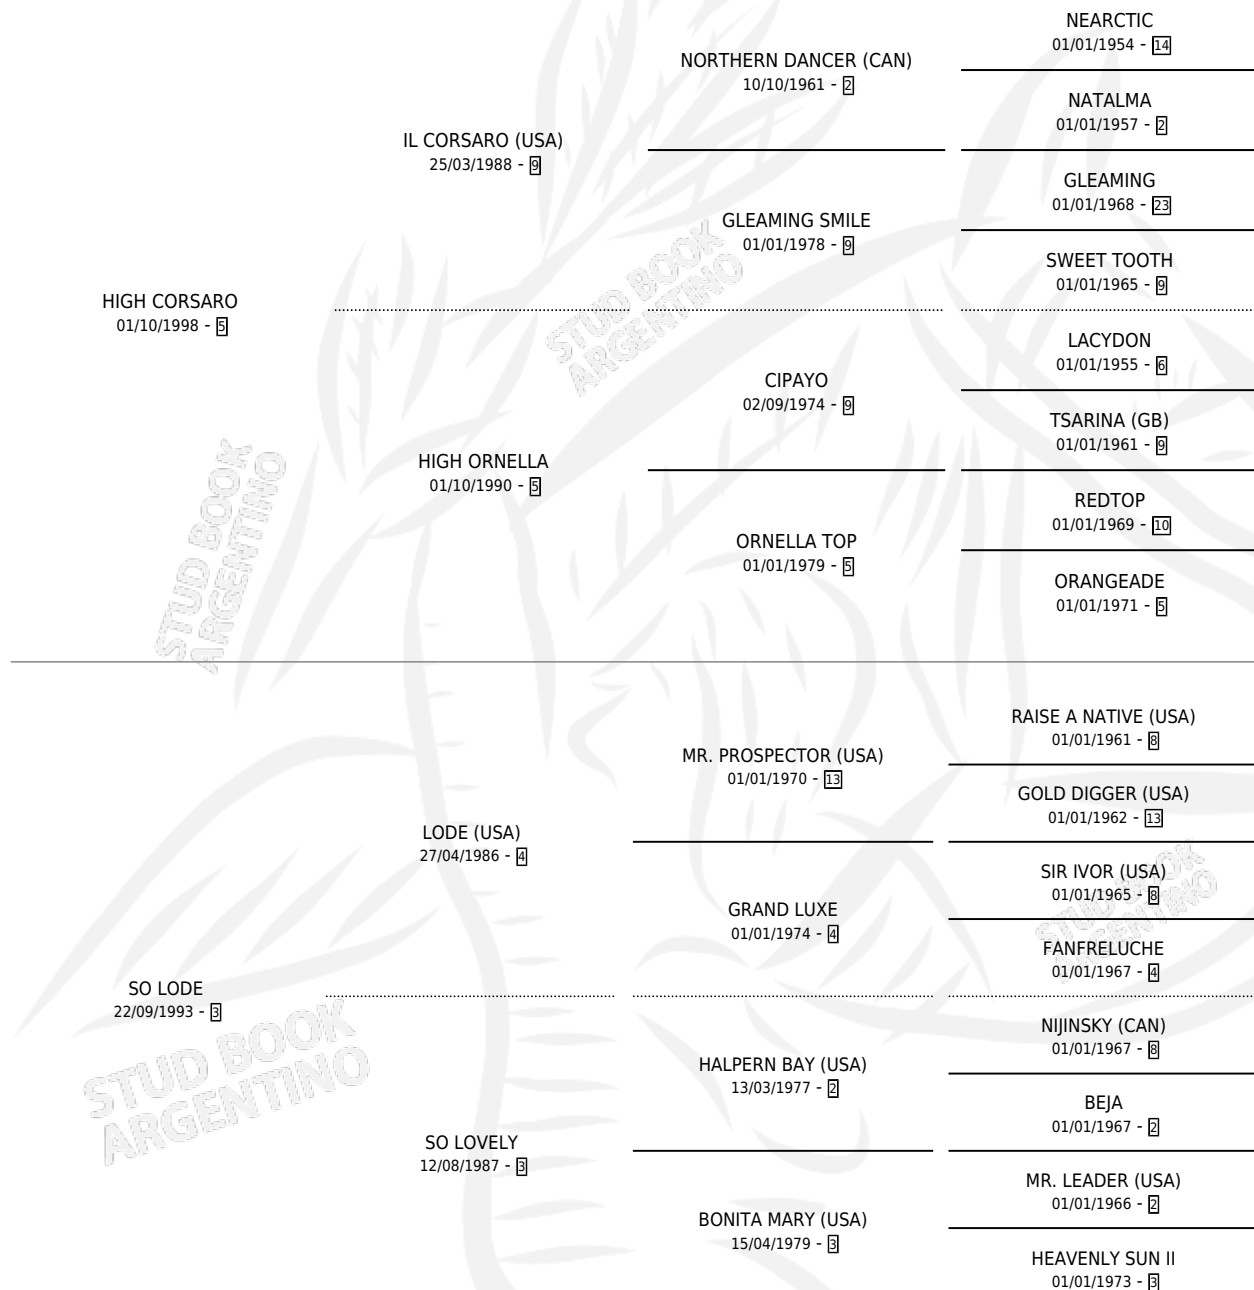 NEARCTIC
01/01/1954 - 14
NORTHERN DANCER (CAN)
10/10/1961 - 2
NATALMA
01/01/1957 - 2
IL CORSARO (USA)
25/03/1988 - 9
GLEAMING
01/01/1968 - 23
GLEAMING SMILE
01/01/1978 - 9
SWEET TOOTH
01/01/1965 - 9
HIGH CORSARO
01/10/1998 - 5
LACYDON
01/01/1955 - 6
CIPAYO
02/09/1974 - 9
TSARINA (GB)
01/01/1961 - 9
HIGH ORNELLA
01/10/1990 - 5
REDTOP
01/01/1969 - 10
ORNELLA TOP
01/01/1979 - 5
ORANGEADE
01/01/1971 - 5
STUD BOOK
ARGENTINO
STUD BOOK
ARGENTINO
RAISE A NATIVE (USA)
01/01/1961 - 8
MR. PROSPECTOR (USA)
01/01/1970 - 13
GOLD DIGGER (USA)
01/01/1962 - 13
LODE (USA)
27/04/1986 - 4
SIR IVOR (USA)
01/01/1965 - 8
GRAND LUXE
01/01/1974 - 4
FANFRELUCHE
01/01/1967 - 4
SO LODE
22/09/1993 - 3
NIJINSKY (CAN)
01/01/1967 - 8
HALPERN BAY (USA)
13/03/1977 - 2
BEJA
01/01/1967 - 2
SO LOVELY
12/08/1987 - 3
MR. LEADER (USA)
01/01/1966 - 2
BONITA MARY (USA)
15/04/1979 - 3
HEAVENLY SUN II
01/01/1973 - 3
STUD BOOK
ARGENTINO
STUD BOOK
ARGENTINO